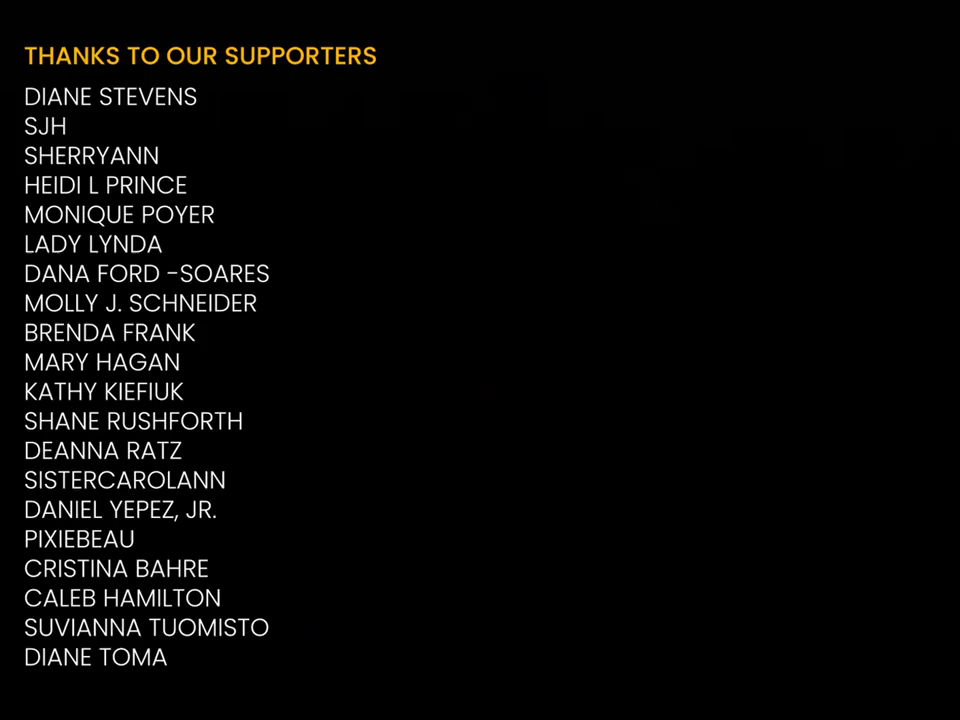 THANKS TO OUR SUPPORTERS
DIANE STEVENS
SJH
SHERRYANN
HEIDI L PRINCE
MONIQUE POYER
LADY LYNDA
DANA FORD -SOARES
MOLLY J. SCHNEIDER
BRENDA FRANK
MARY HAGAN
KATHY KIEFIUK
SHANE RUSHFORTH
DEANNA RATZ
SISTERCAROLANN
DANIEL YEPEZ, JR.
PIXIEBEAU
CRISTINA BAHRE
CALEB HAMILTON
SUVIANNA TUOMISTO
DIANE TOMA